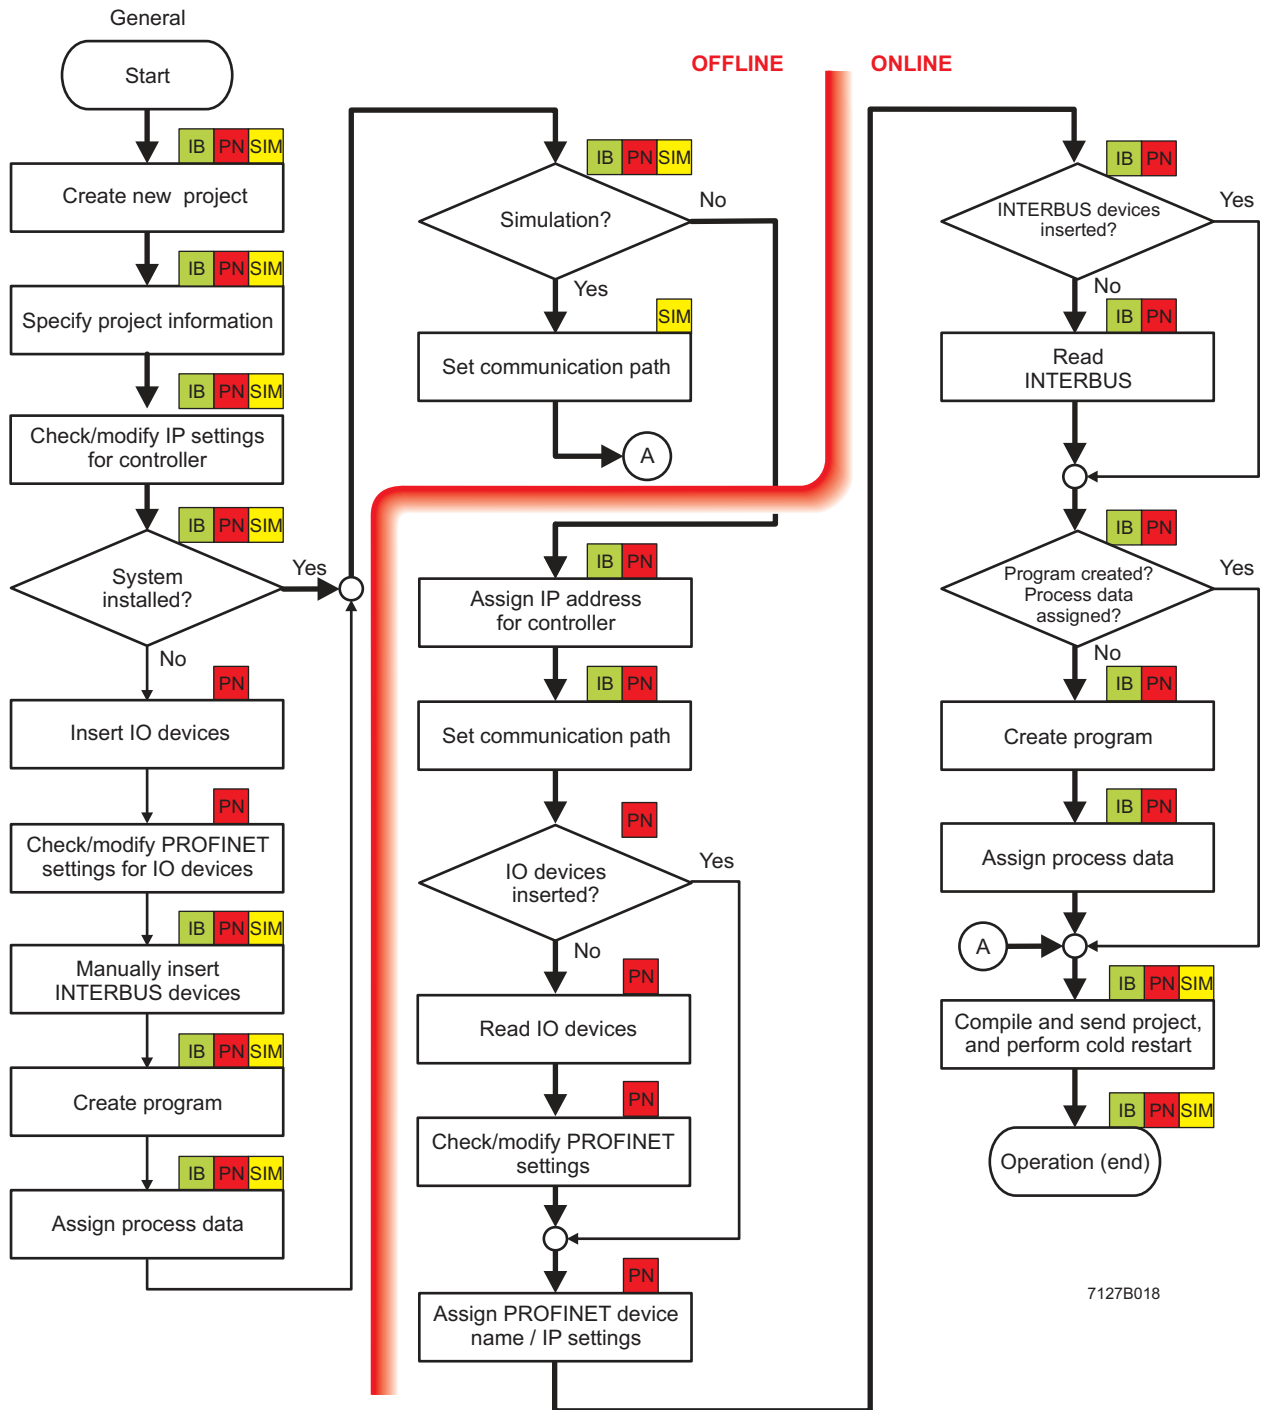 General
Start
IB PN SIM
Create new project
IB PN SIM
Specify project information
IB PN SIM
Check/modify IP settings
for controller
IB PN SIM
System
installed?
Yes
No
PN
Insert IO devices
PN
Check/modify PROFINET
settings for IO devices
IB PN SIM
Manually insert
INTERBUS devices
IB PN SIM
Create program
IB PN SIM
Assign process data
OFFLINE
ONLINE
IB PN SIM
Simulation?
No
Yes
SIM
Set communication path
A
IB PN
Assign IP address
for controller
IB PN
Set communication path
PN
IO devices
inserted?
Yes
No
PN
Read IO devices
PN
Check/modify PROFINET
settings
PN
Assign PROFINET device
name / IP settings
IB PN
INTERBUS devices
inserted?
Yes
No
IB PN
Read
INTERBUS
IB PN
Program created?
Process data
assigned?
Yes
No
IB PN
Create program
IB PN
Assign process data
A
IB PN SIM
Compile and send project,
and perform cold restart
IB PN SIM
Operation (end)
7127B018